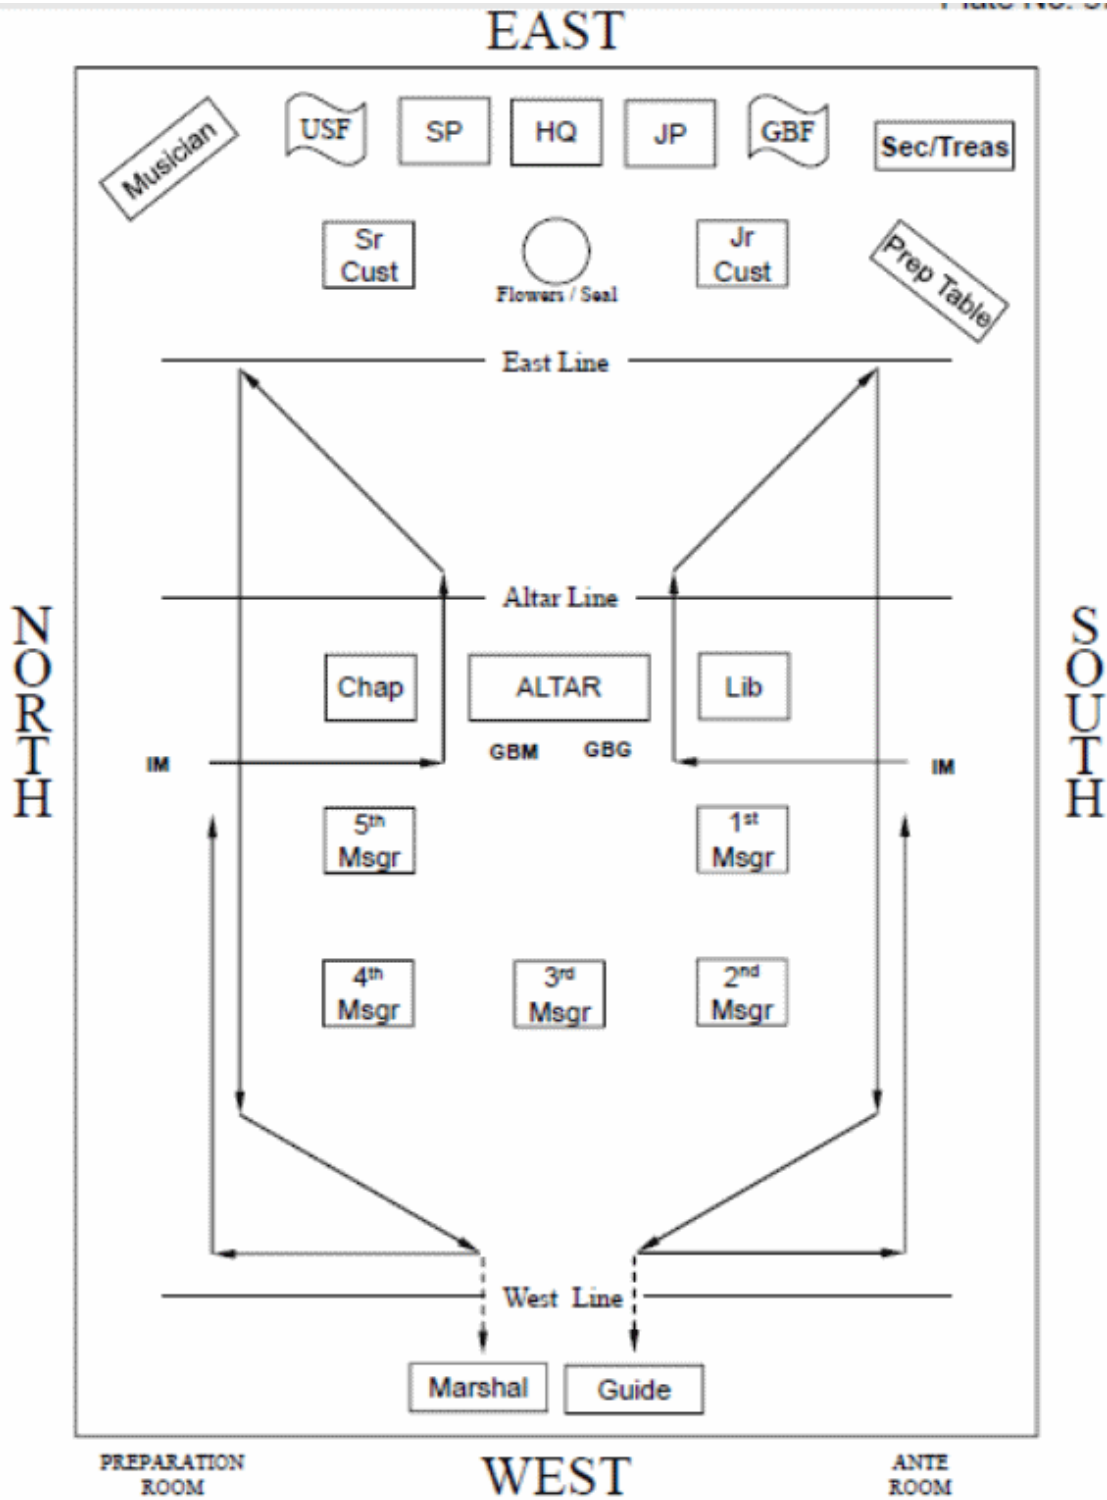 Plate No.
EAST
Musician
USF
SP
HQ
JP
GBF
Sec/Treas
Sr
Cust
Flowers / Seal
Jr
Cust
Prep Table
East Line
Altar Line
NORTH
SOUTH
Chap
ALTAR
Lib
GBM
GBG
IM
IM
5th
Msgr
1st
Msgr
4th
Msgr
3rd
Msgr
2nd
Msgr
West Line
Marshal
Guide
PREPARATION
ROOM
WEST
ANTE
ROOM